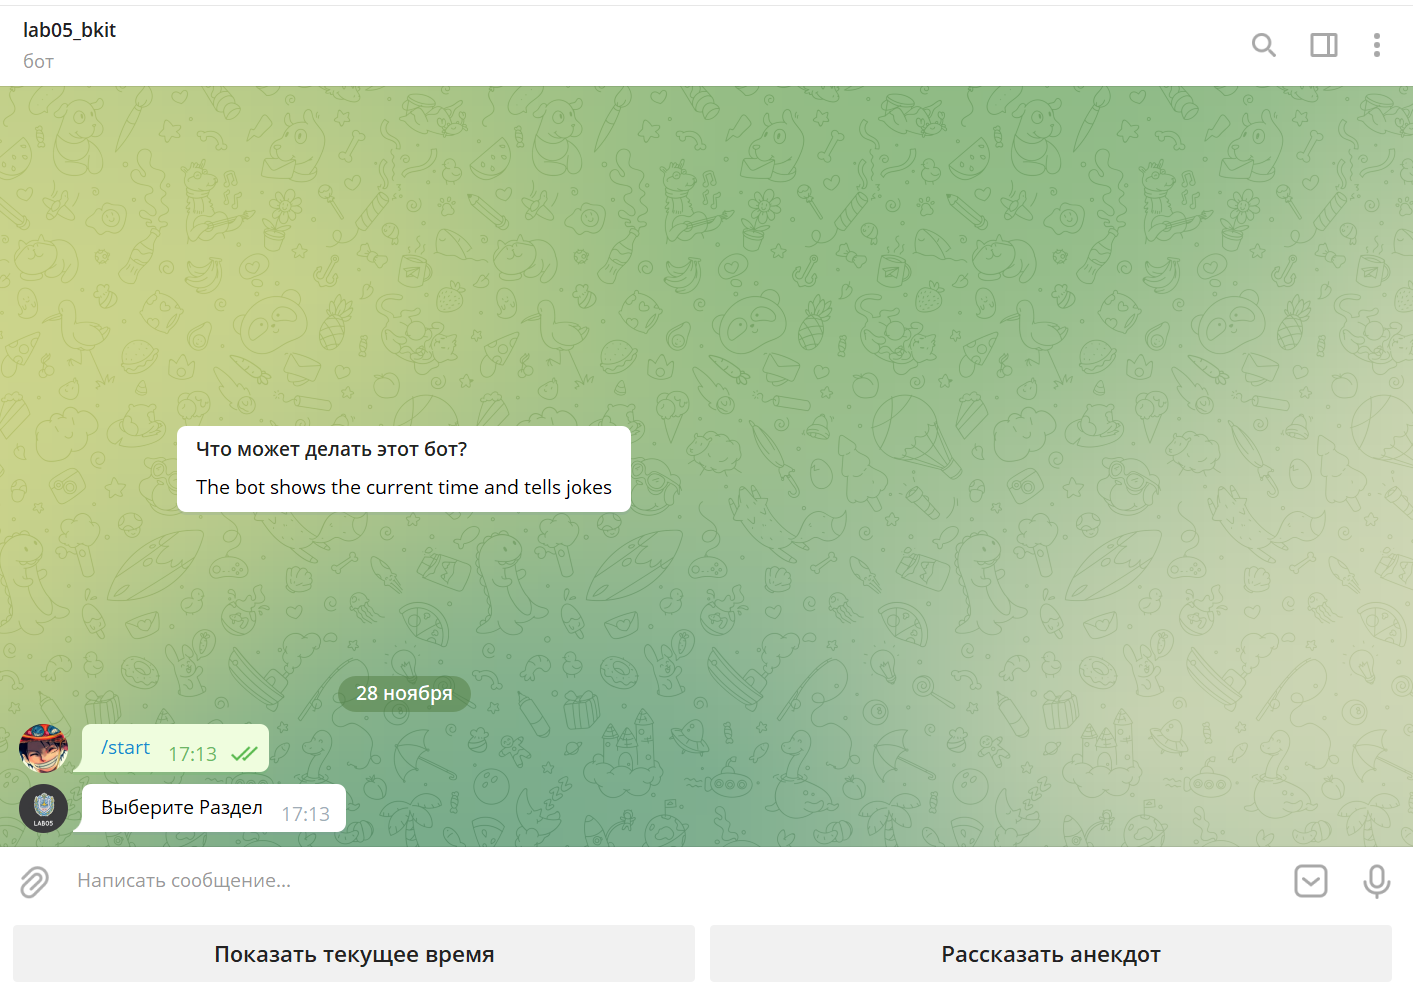 lab05_bkit
бот
Что может делать этот бот?
The bot shows the current time and tells jokes
28 ноября
/start 17:13
Выберите Раздел 17:13
LAB05
Написать сообщение...
Показать текущее время
Рассказать анекдот